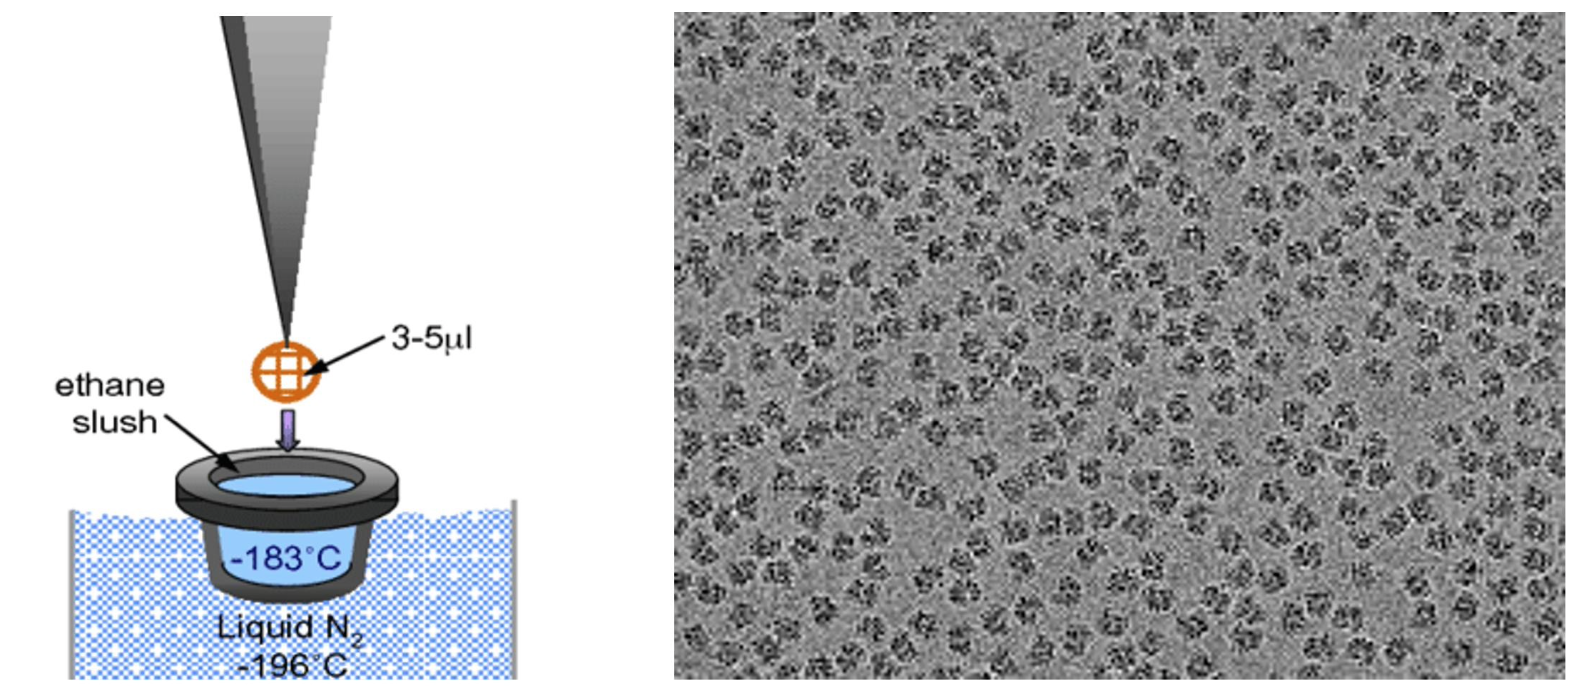 3-5μl
ethane
slush
-183°C
Liquid N₂
-196°C